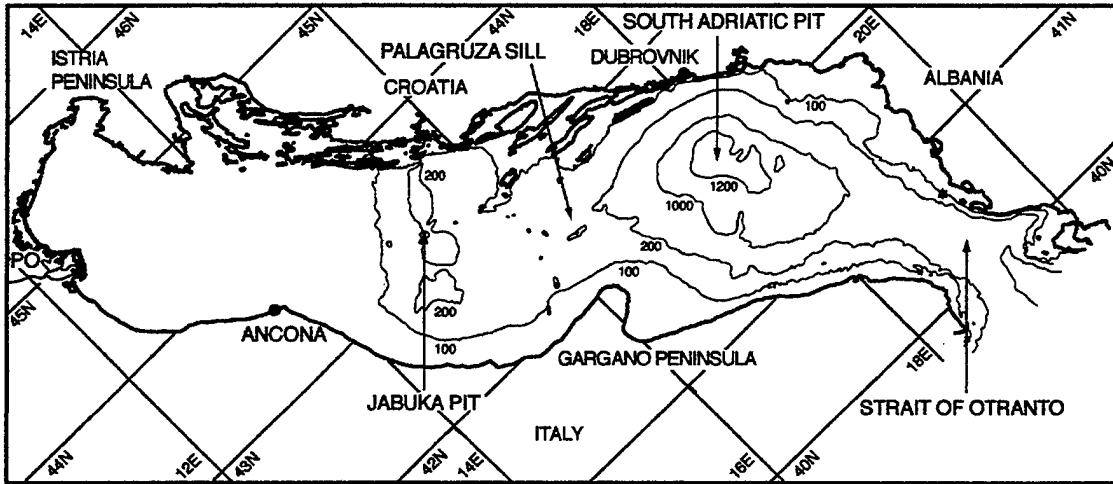 14E
46N
45N
44N
18E
SOUTH ADRIATIC PIT
20E
41N
ISTRIA
PENINSULA
PALAGRUZA SILL
DUBROVNIK
CROATIA
ALBANIA
100
40N
200
1200
1000
200
100
PO
45N
200
ANCONA
100
GARGANO PENINSULA
18E
JABUKA PIT
STRAIT OF OTRANTO
ITALY
44N
12E
43N
42N
14E
16E
40N